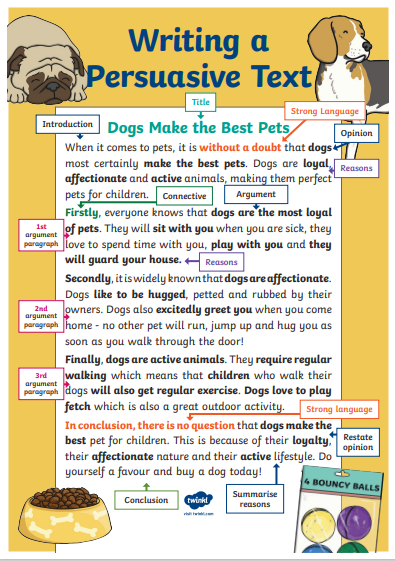 Writing a
Persuasive Text
Title
Strong Language
Introduction
Dogs Make the Best Pets
Opinion
When it comes to pets, it is without a doubt that dogs
most certainly make the best pets. Dogs are loyal,
Reasons
affectionate and active animals, making them perfect
pets for children.
Connective
Argument
Firstly, everyone knows that dogs are the most loyal
1st
argument
paragraph
of pets. They will sit with you when you are sick, they
love to spend time with you, play with you and they
will guard your house.
Reasons
Secondly, it is widely known that dogs are affectionate.
Dogs like to be hugged, petted and rubbed by their
2nd
argument
paragraph
owners. Dogs also excitedly greet you when you come
home - no other pet will run, jump up and hug you as
soon as you walk through the door!
Finally, dogs are active animals. They require regular
3rd
argument
paragraph
walking which means that children who walk their
dogs will also get regular exercise. Dogs love to play
fetch which is also a great outdoor activity.
Strong language
In conclusion, there is no question that dogs make the
best pet for children. This is because of their loyalty,
Restate
opinion
their affectionate nature and their active lifestyle. Do
yourself a favour and buy a dog today!
4 BOUNCY BALLS
Conclusion
twinkl
visit twinkl.com
Summarise
reasons